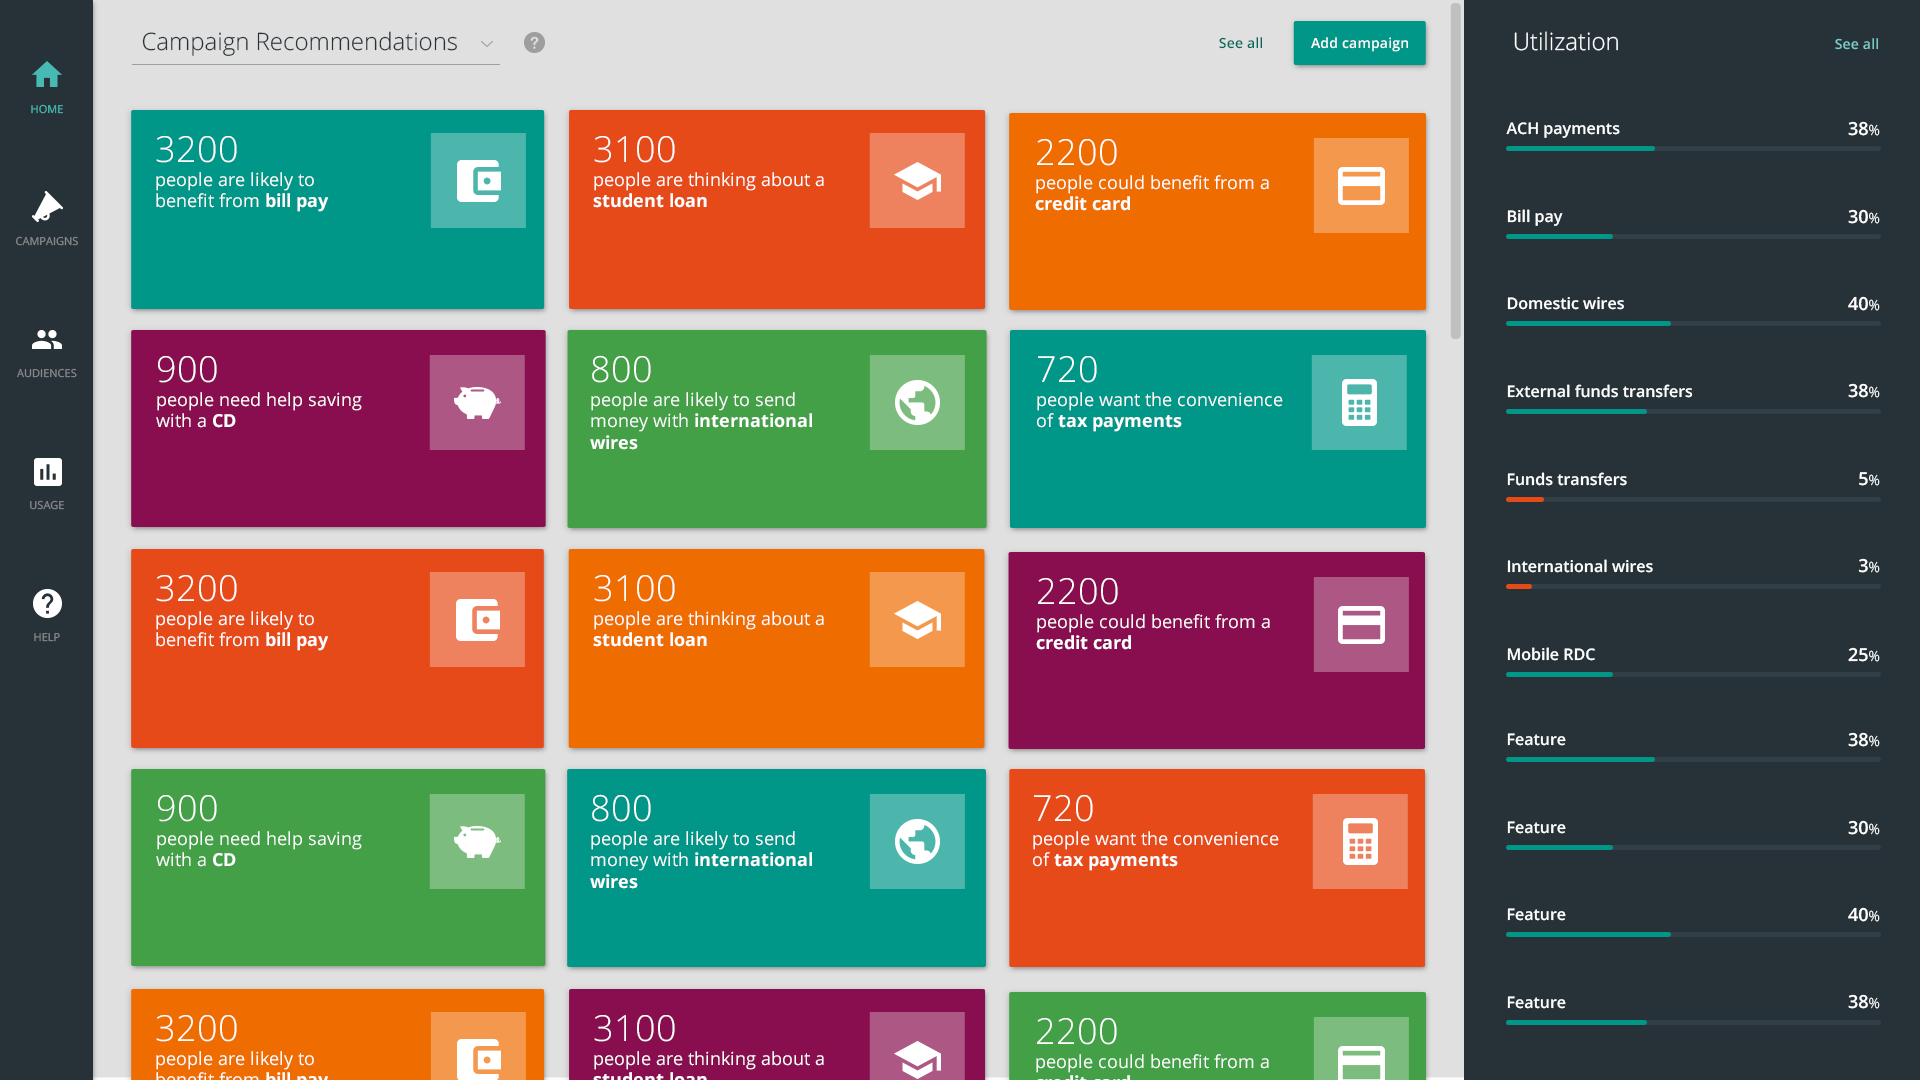 HOME
CAMPAIGNS
AUDIENCES
USAGE
HELP
Campaign Recommendations
?
See all
Add campaign
3200
people are likely to
benefit from bill pay
3100
people are thinking about a
student loan
2200
people could benefit from a
credit card
900
people need help saving
with a CD
800
people are likely to send
money with international
wires
720
people want the convenience
of tax payments
3200
people are likely to
benefit from bill pay
3100
people are thinking about a
student loan
2200
people could benefit from a
credit card
900
people need help saving
with a CD
800
people are likely to send
money with international
wires
720
people want the convenience
of tax payments
3200
people are likely to
benefit from bill pay
3100
people are thinking about a
student loan
2200
people could benefit from a
credit card
Utilization
See all
ACH payments 38%
Bill pay 30%
Domestic wires 40%
External funds transfers 38%
Funds transfers 5%
International wires 3%
Mobile RDC 25%
Feature 38%
Feature 30%
Feature 40%
Feature 38%